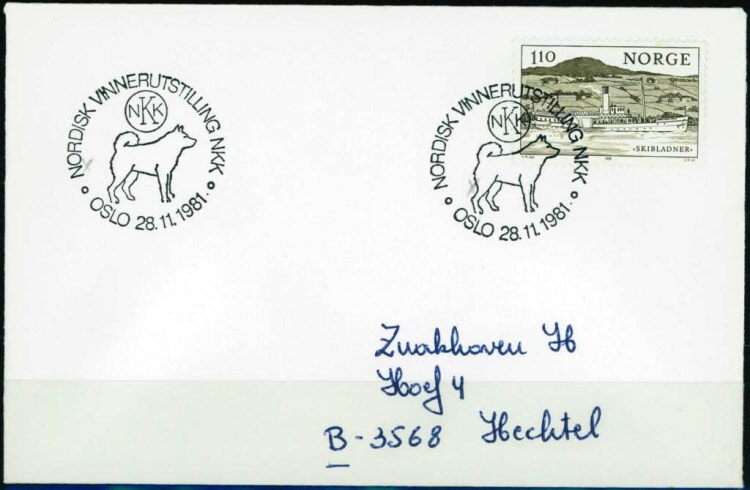 NORDISK VINNERUTSTILLING NKK
NKK
OSLO 28.11.1981.
NORDISK VINNERUTSTILLING NKK
NKK
OSLO 28.11.1981.
1.10 NORGE
«SKIBLADNER»
1981
Zwakhoven H
Hoef 4
B-3568 Hechtel